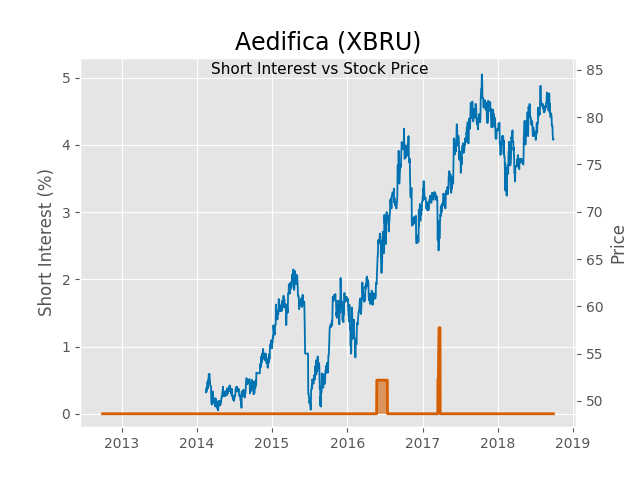 Aedifica (XBRU)
Short Interest vs Stock Price
Short Interest (%)
5
4
3
2
1
0
85
80
75
70
65
60
55
50
Price
2013 2014 2015 2016 2017 2018 2019